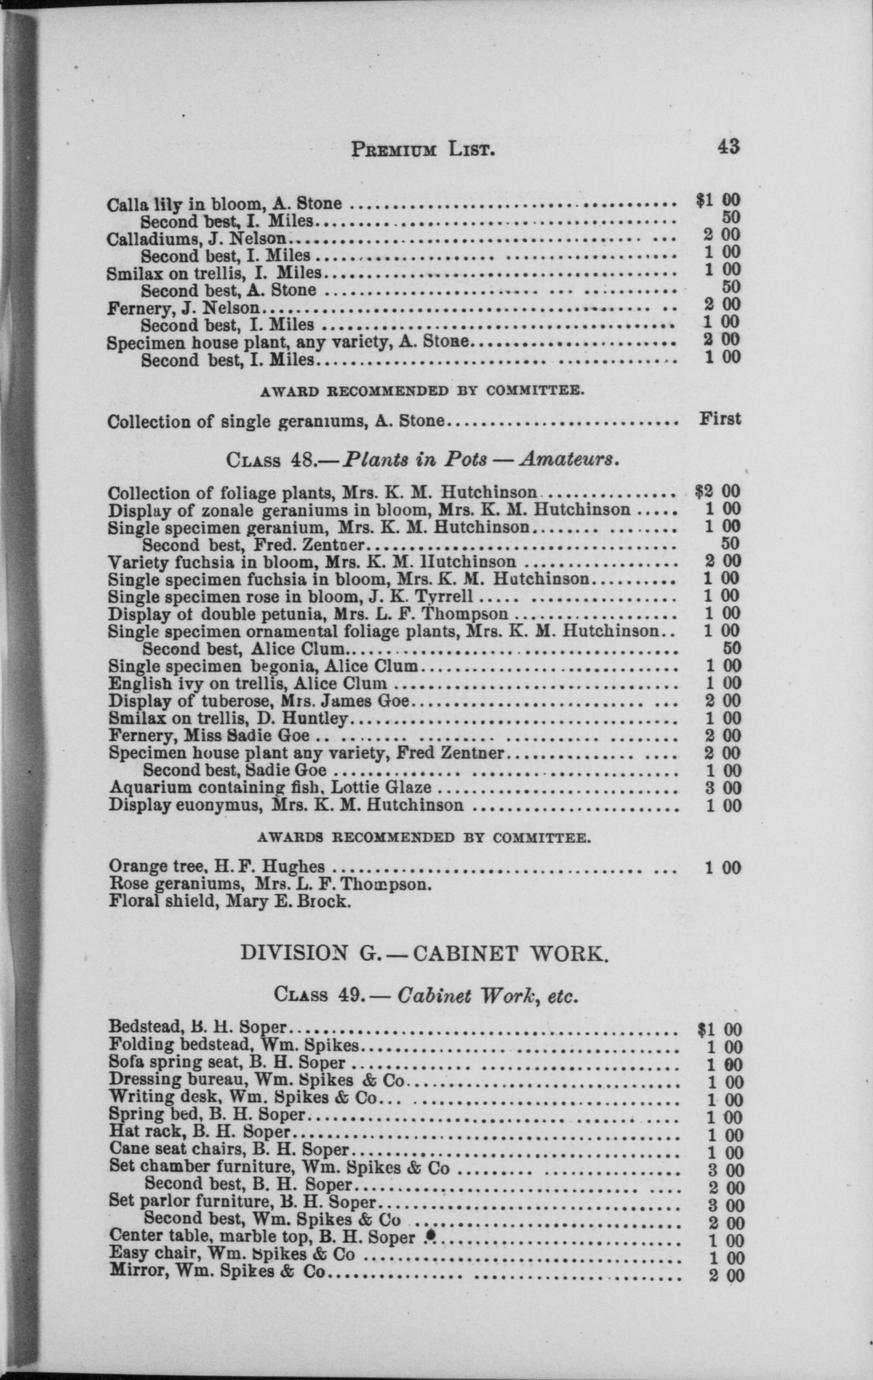 PREMIUM LIST. 43
Calla lily in bloom, A. Stone ........ $1 00
Second best, I. Miles........ 50
Calladiums, J. Nelson........ 2 00
Second best, I. Miles ........ 1 00
Smilax on trellis, I. Miles........ 1 00
Second best, A. Stone ........ 50
Fernery, J. Nelson........ 2 00
Second best, I. Miles ........ 1 00
Specimen house plant, any variety, A. Stone........ 2 00
Second best, I. Miles........ 1 00
AWARD RECOMMENDED BY COMMITTEE.
Collection of single geraniums, A. Stone........ First
CLASS 48.—Plants in Pots — Amateurs.
Collection of foliage plants, Mrs. K. M. Hutchinson ........ $2 00
Display of zonale geraniums in bloom, Mrs. K. M. Hutchinson ..... 1 00
Single specimen geranium, Mrs. K. M. Hutchinson........ 1 00
Second best, Fred. Zentner........ 50
Variety fuchsia in bloom, Mrs. K. M. Hutchinson ........ 2 00
Single specimen fuchsia in bloom, Mrs. K. M. Hutchinson........ 1 00
Single specimen rose in bloom, J. K. Tyrrell ........ 1 00
Display of double petunia, Mrs. L. F. Thompson ........ 1 00
Single specimen ornamental foliage plants, Mrs. K. M. Hutchinson.. 1 00
Second best, Alice Clum........ 50
Single specimen begonia, Alice Clum........ 1 00
English ivy on trellis, Alice Clum ........ 1 00
Display of tuberose, Mrs. James Goe........ 2 00
Smilax on trellis, D. Huntley........ 1 00
Fernery, Miss Sadie Goe ........ 2 00
Specimen house plant any variety, Fred Zentner........ 2 00
Second best, Sadie Goe ........ 1 00
Aquarium containing fish, Lottie Glaze ........ 3 00
Display euonymus, Mrs. K. M. Hutchinson ........ 1 00
AWARDS RECOMMENDED BY COMMITTEE.
Orange tree, H. F. Hughes ........ 1 00
Rose geraniums, Mrs. L. F. Thompson.
Floral shield, Mary E. Brock.
DIVISION G. — CABINET WORK.
CLASS 49. — Cabinet Work, etc.
Bedstead, B. H. Soper........ $1 00
Folding bedstead, Wm. Spikes........ 1 00
Sofa spring seat, B. H. Soper ........ 1 00
Dressing bureau, Wm. Spikes & Co........ 1 00
Writing desk, Wm. Spikes & Co........ 1 00
Spring bed, B. H. Soper........ 1 00
Hat rack, B. H. Soper........ 1 00
Cane seat chairs, B. H. Soper........ 1 00
Set chamber furniture, Wm. Spikes & Co ........ 3 00
Second best, B. H. Soper........ 2 00
Set parlor furniture, B. H. Soper........ 3 00
Second best, Wm. Spikes & Co ........ 2 00
Center table, marble top, B. H. Soper ........ 1 00
Easy chair, Wm. Spikes & Co ........ 1 00
Mirror, Wm. Spikes & Co........ 2 00